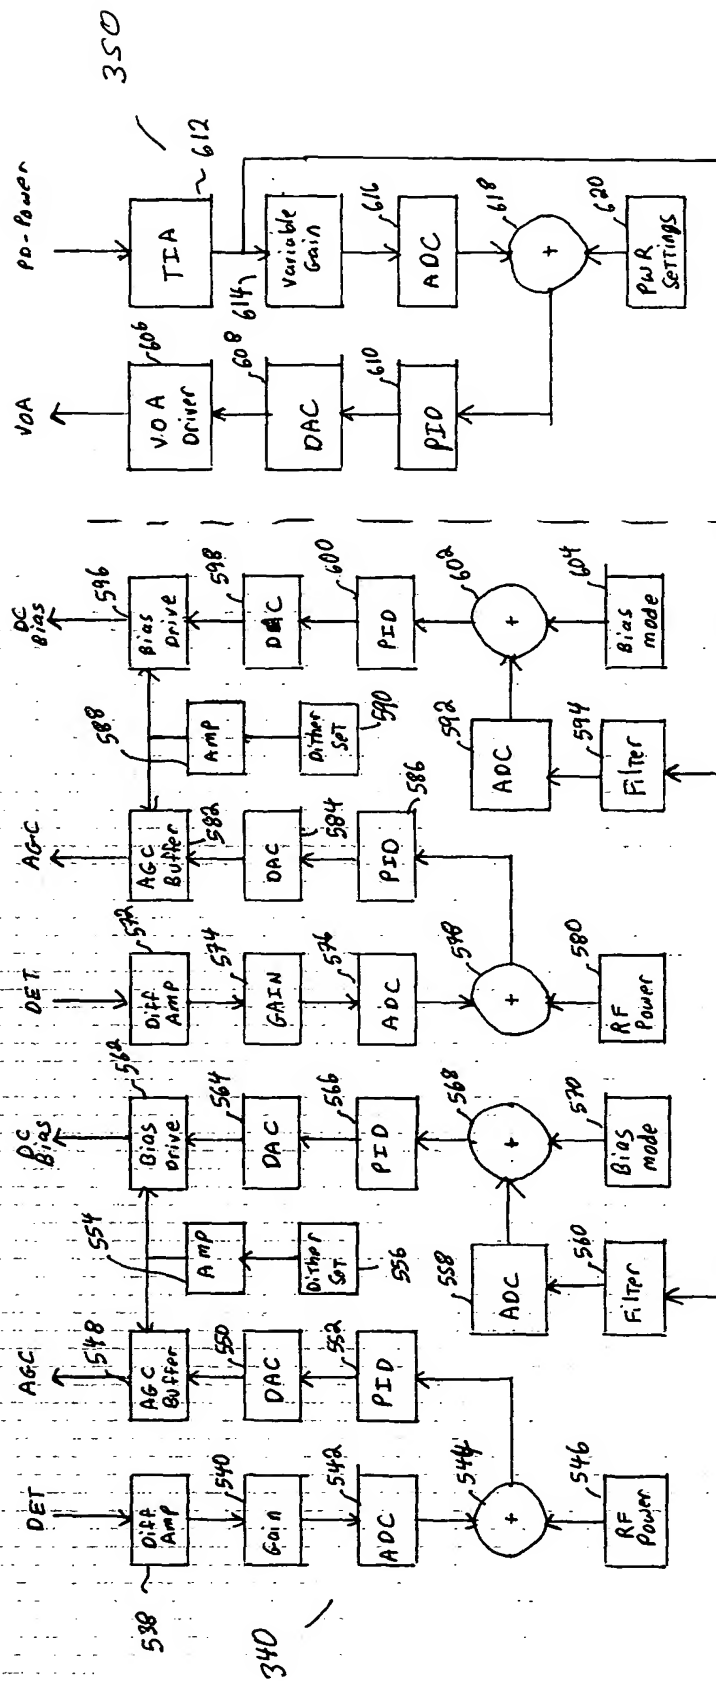 350
PD-Power
TIA
612
614
Variable
Gain
616
ADC
618
+
620
PWR
Settings
VOA
606
VOA
Driver
608
DAC
610
PID
DC
Bias
596
Bias
Drive
598
DAC
600
PID
602
+
604
Bias
mode
588
AMP
Dither
Set
590
592
ADC
594
Filter
AGC
AGC
Buffer
582
DAC
584
PID
586
DET
572
Diff
AMP
574
GAIN
576
ADC
578
+
580
RF
Power
DC
Bias
562
Bias
Drive
564
DAC
566
PID
568
+
570
Bias
mode
554
AMP
Dither
Set
556
558
ADC
560
Filter
AGC
548
AGC
Buffer
550
DAC
552
PID
DET
Diff
AMP
538
540
Gain
542
ADC
544
+
546
RF
Power
340